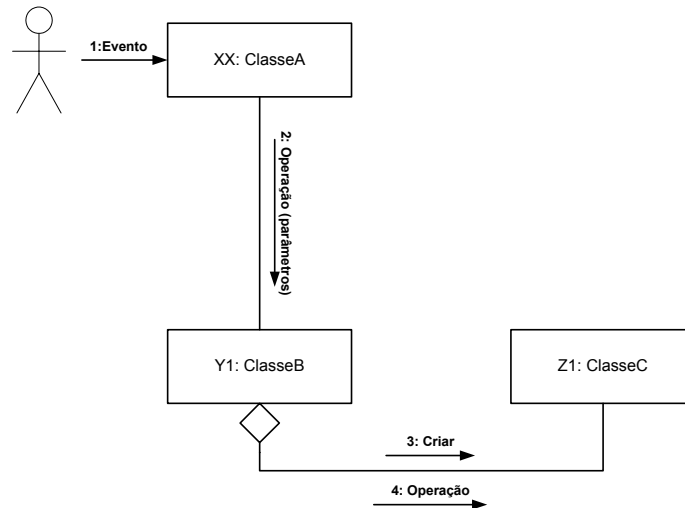 1:Evento
XX: ClasseA
2: Operação (parâmetros)
Y1: ClasseB
Z1: ClasseC
3: Criar
4: Operação